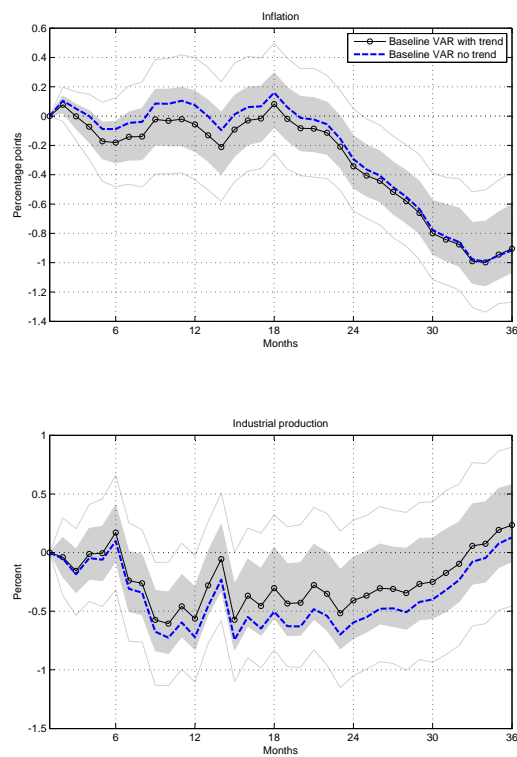 Inflation
0.6
0.4
0.2
0
-0.2
-0.4
-0.6
-0.8
-1
-1.2
-1.4
Percentage points
Baseline VAR with trend
Baseline VAR no trend
6 12 18 24 30 36
Months
Industrial production
1
0.5
0
-0.5
-1
-1.5
Percent
6 12 18 24 30 36
Months